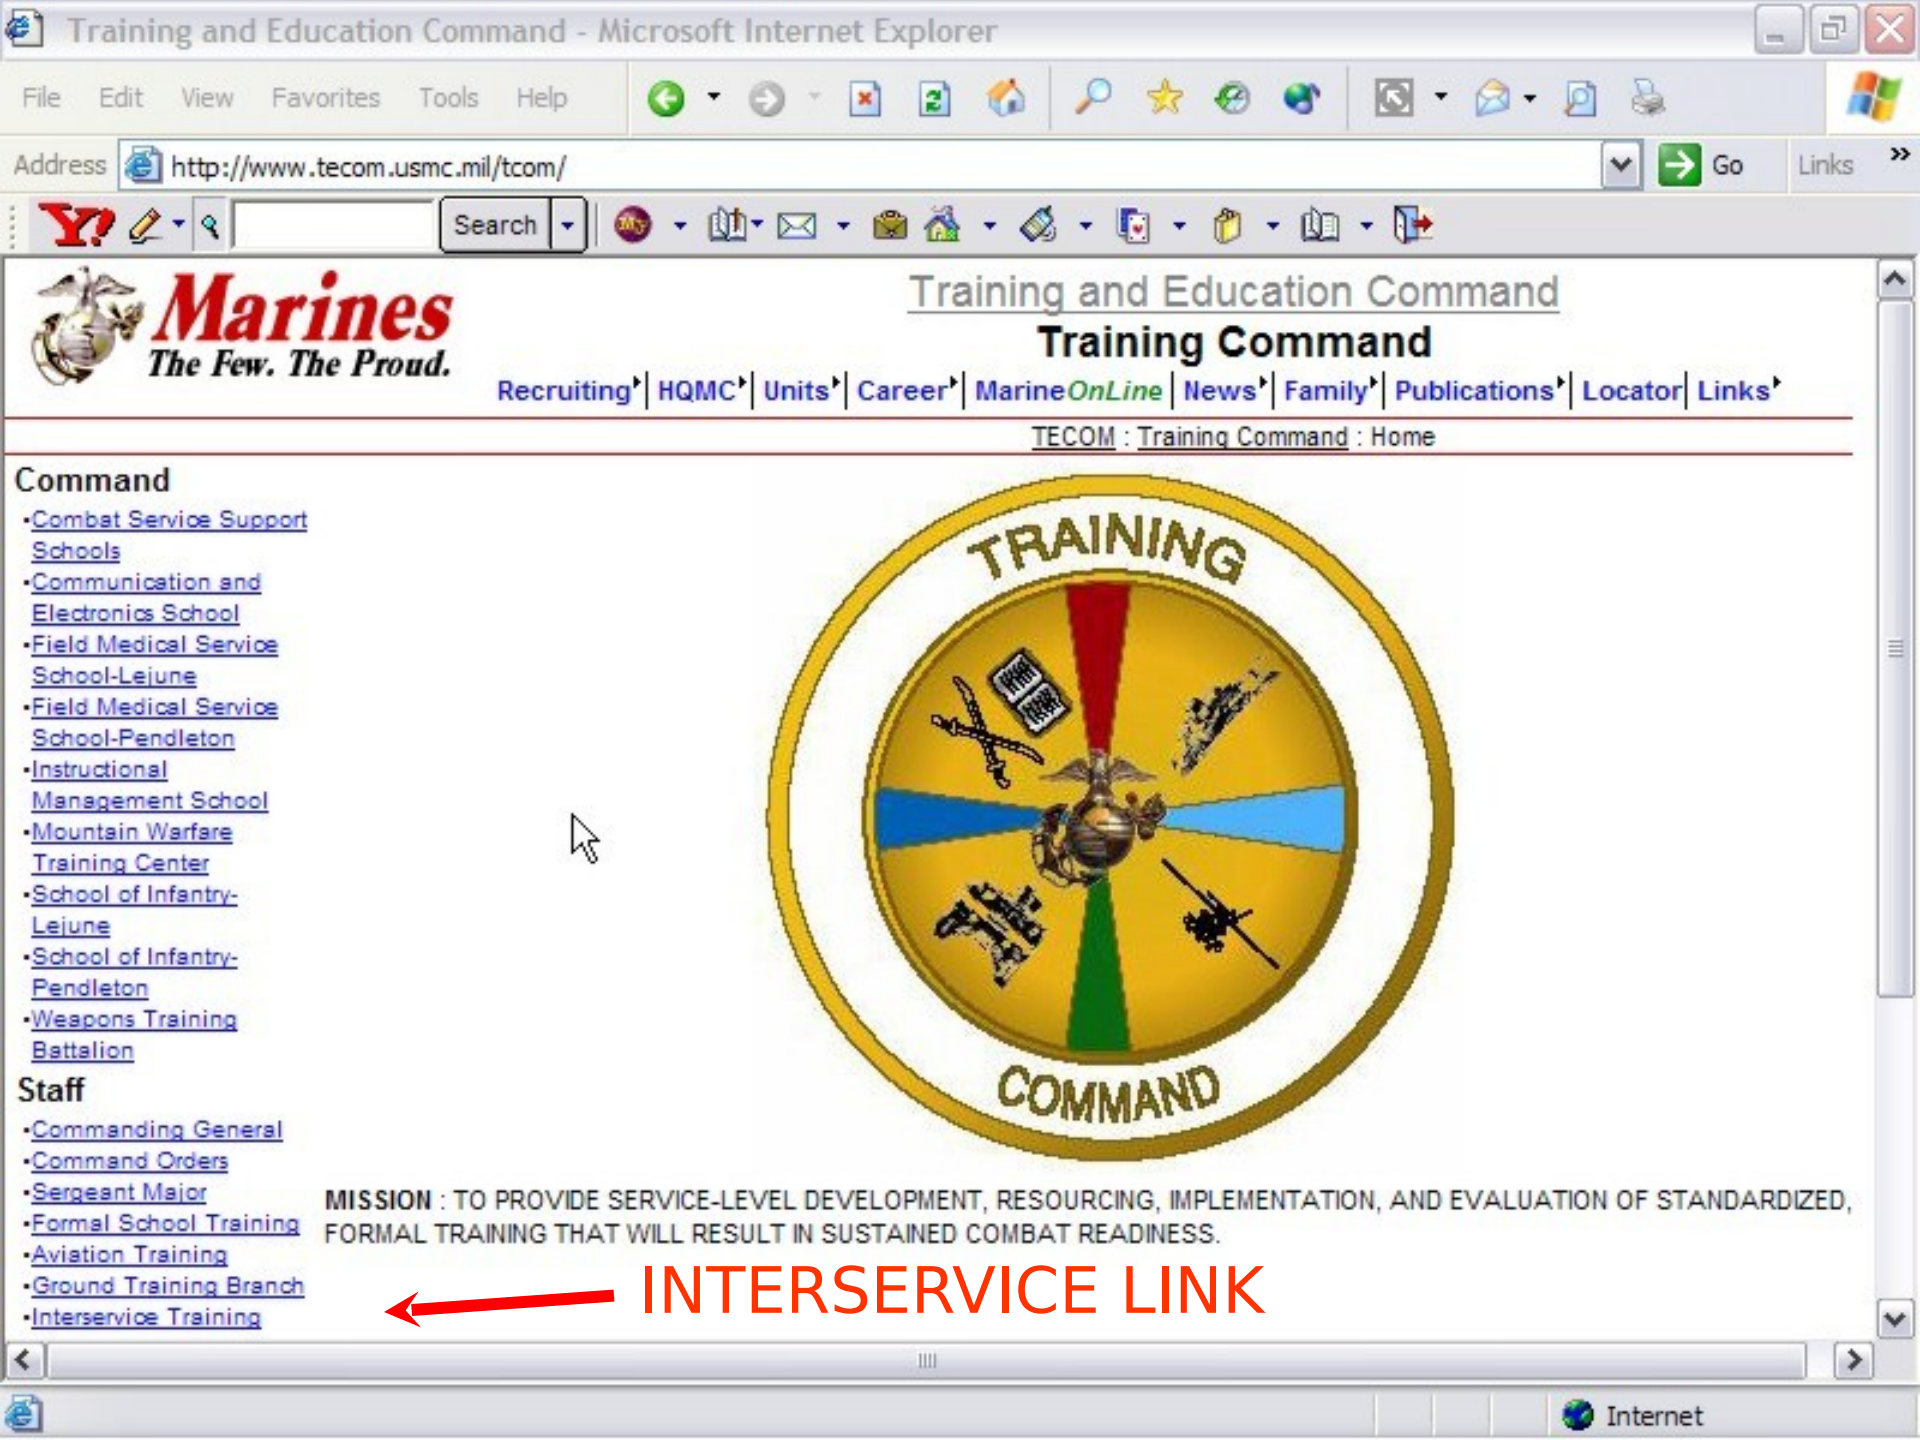 Training and Education Command - Microsoft Internet Explorer
File Edit View Favorites Tools Help
Address http://www.tecom.usmc.mil/tcom/ Go Links »
Y! Search My
Marines
The Few. The Proud.
Training and Education Command
Training Command
Recruiting | HQMC | Units | Career | MarineOnLine | News | Family | Publications | Locator | Links
TECOM : Training Command : Home
Command
·Combat Service Support
Schools
·Communication and
Electronics School
·Field Medical Service
School-Lejune
·Field Medical Service
School-Pendleton
·Instructional
Management School
·Mountain Warfare
Training Center
·School of Infantry-
Lejune
·School of Infantry-
Pendleton
·Weapons Training
Battalion
Staff
·Commanding General
·Command Orders
·Sergeant Major
·Formal School Training
·Aviation Training
·Ground Training Branch
·Interservice Training
TRAINING
COMMAND
MISSION : TO PROVIDE SERVICE-LEVEL DEVELOPMENT, RESOURCING, IMPLEMENTATION, AND EVALUATION OF STANDARDIZED,
FORMAL TRAINING THAT WILL RESULT IN SUSTAINED COMBAT READINESS.
INTERSERVICE LINK
Internet